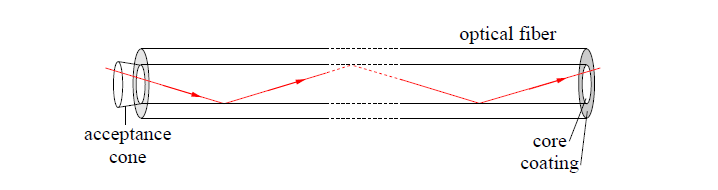 optical fiber
acceptance
cone
core
coating